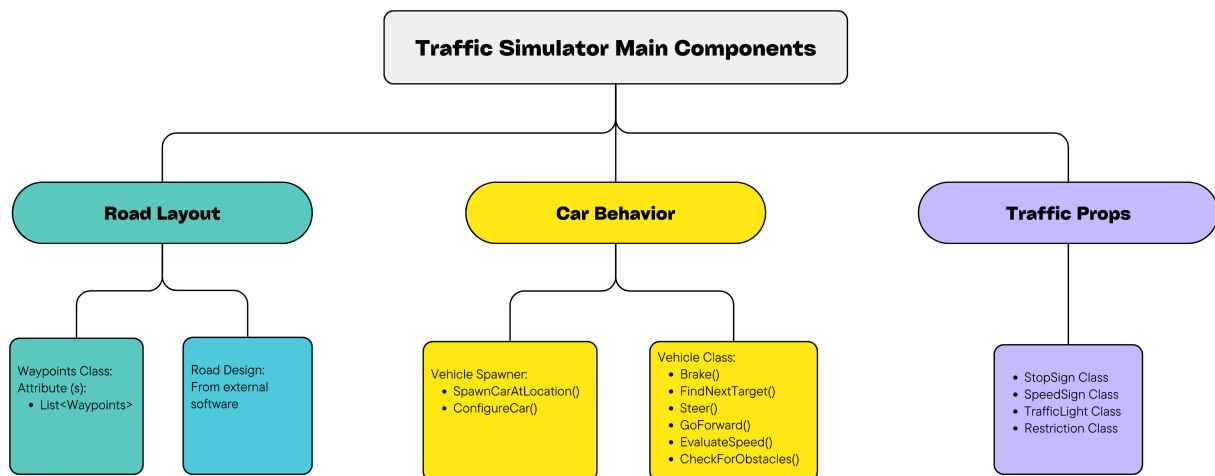 Traffic Simulator Main Components
Road Layout
Car Behavior
Traffic Props
Waypoints Class:
Attribute (s):
• List<Waypoints>
Road Design:
From external
software
Vehicle Spawner:
• SpawnCarAtLocation()
• ConfigureCar()
Vehicle Class:
• Brake()
• FindNextTarget()
• Steer()
• GoForward()
• EvaluateSpeed()
• CheckForObstacles()
• StopSign Class
• SpeedSign Class
• TrafficLight Class
• Restriction Class